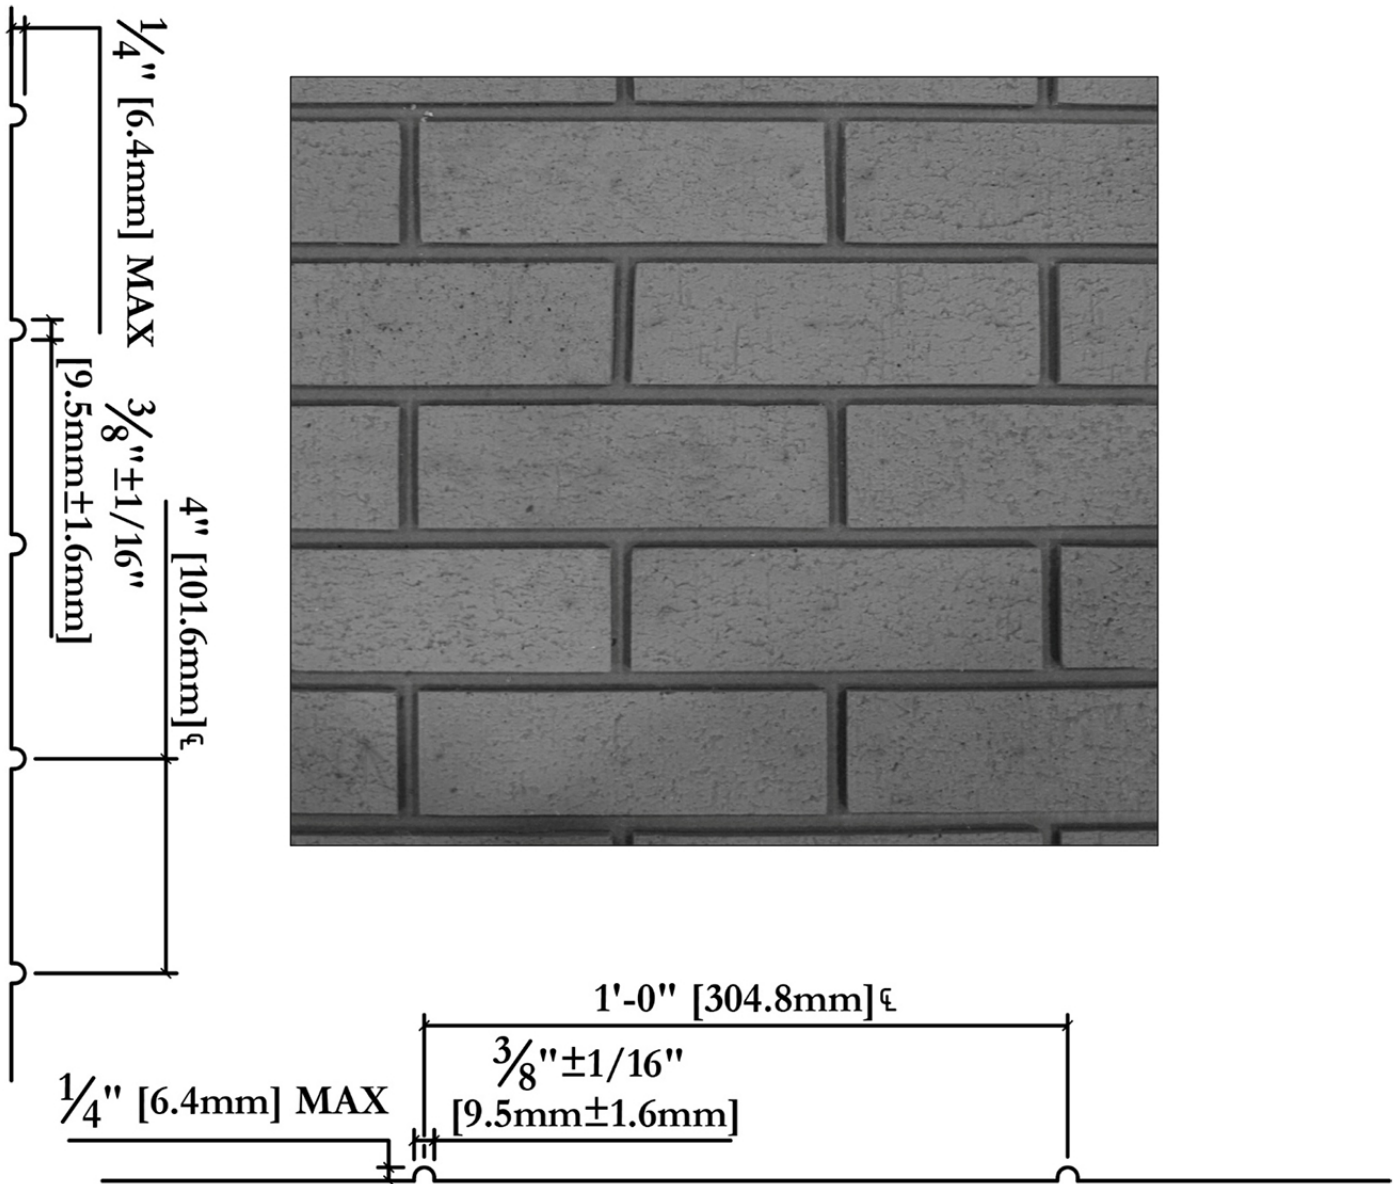 ¼" [6.4mm] MAX
⅜"±1/16"
[9.5mm±1.6mm]
4" [101.6mm]℄
1'-0" [304.8mm]℄
⅜"±1/16"
[9.5mm±1.6mm]
¼" [6.4mm] MAX